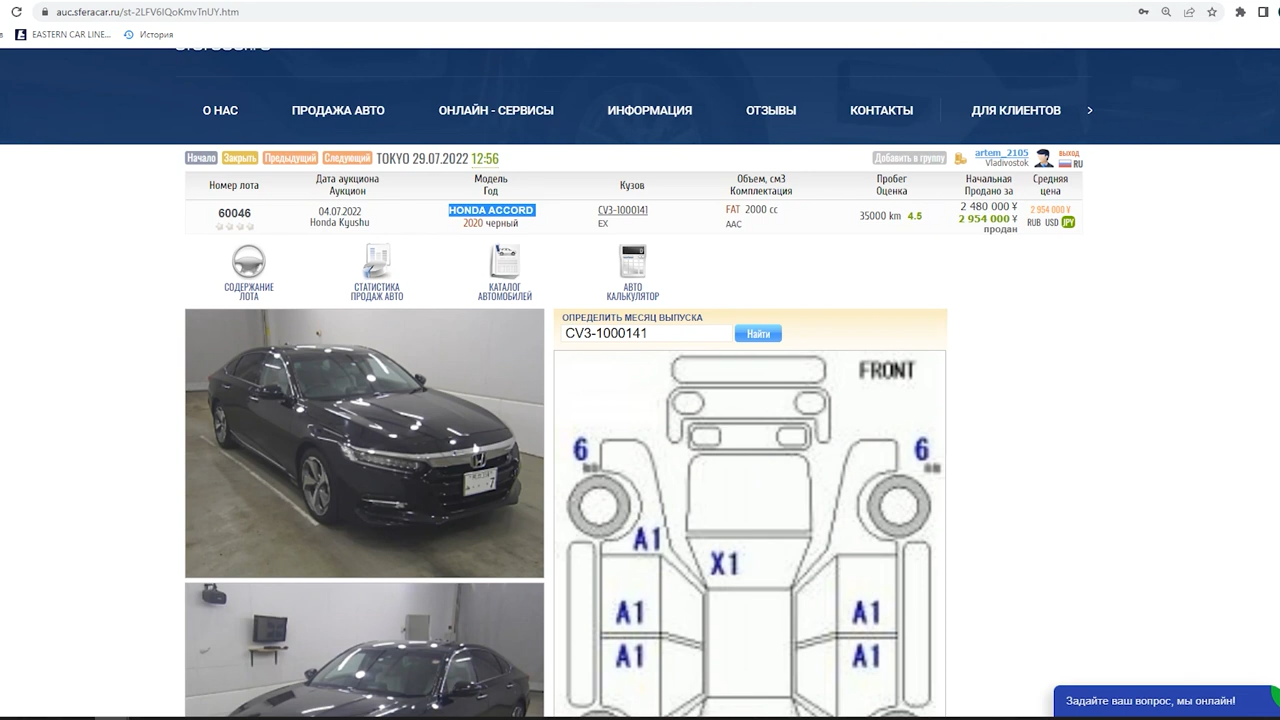 auc.sferacar.ru/st-2LFV6IQoKmvTnUY.htm
EASTERN CAR LINE...
История
О НАС
ПРОДАЖА АВТО
ОНЛАЙН - СЕРВИСЫ
ИНФОРМАЦИЯ
ОТЗЫВЫ
КОНТАКТЫ
ДЛЯ КЛИЕНТОВ
Начало
Закрыть
Предыдущий
Следующий
TOKYO 29.07.2022 12:56
Добавить в группу
artem_2105
Vladivostok
выход
RU
Номер лота
Дата аукциона
Аукцион
Модель
Год
Кузов
Объем, см3
Комплектация
Пробег
Оценка
Начальная
Продано за
Средняя
цена
60046
04.07.2022
Honda Kyushu
HONDA ACCORD
2020 черный
CV3-1000141
EX
FAT 2000 cc
AAC
35000 km 4.5
2 480 000 ¥
2 954 000 ¥
продан
2 954 000 ¥
RUB USD JPY
СОДЕРЖАНИЕ
ЛОТА
СТАТИСТИКА
ПРОДАЖ АВТО
КАТАЛОГ
АВТОМОБИЛЕЙ
АВТО
КАЛЬКУЛЯТОР
ОПРЕДЕЛИТЬ МЕСЯЦ ВЫПУСКА
CV3-1000141
Найти
FRONT
6
6
A1
X1
A1
A1
A1
A1
7
Задайте ваш вопрос, мы онлайн!